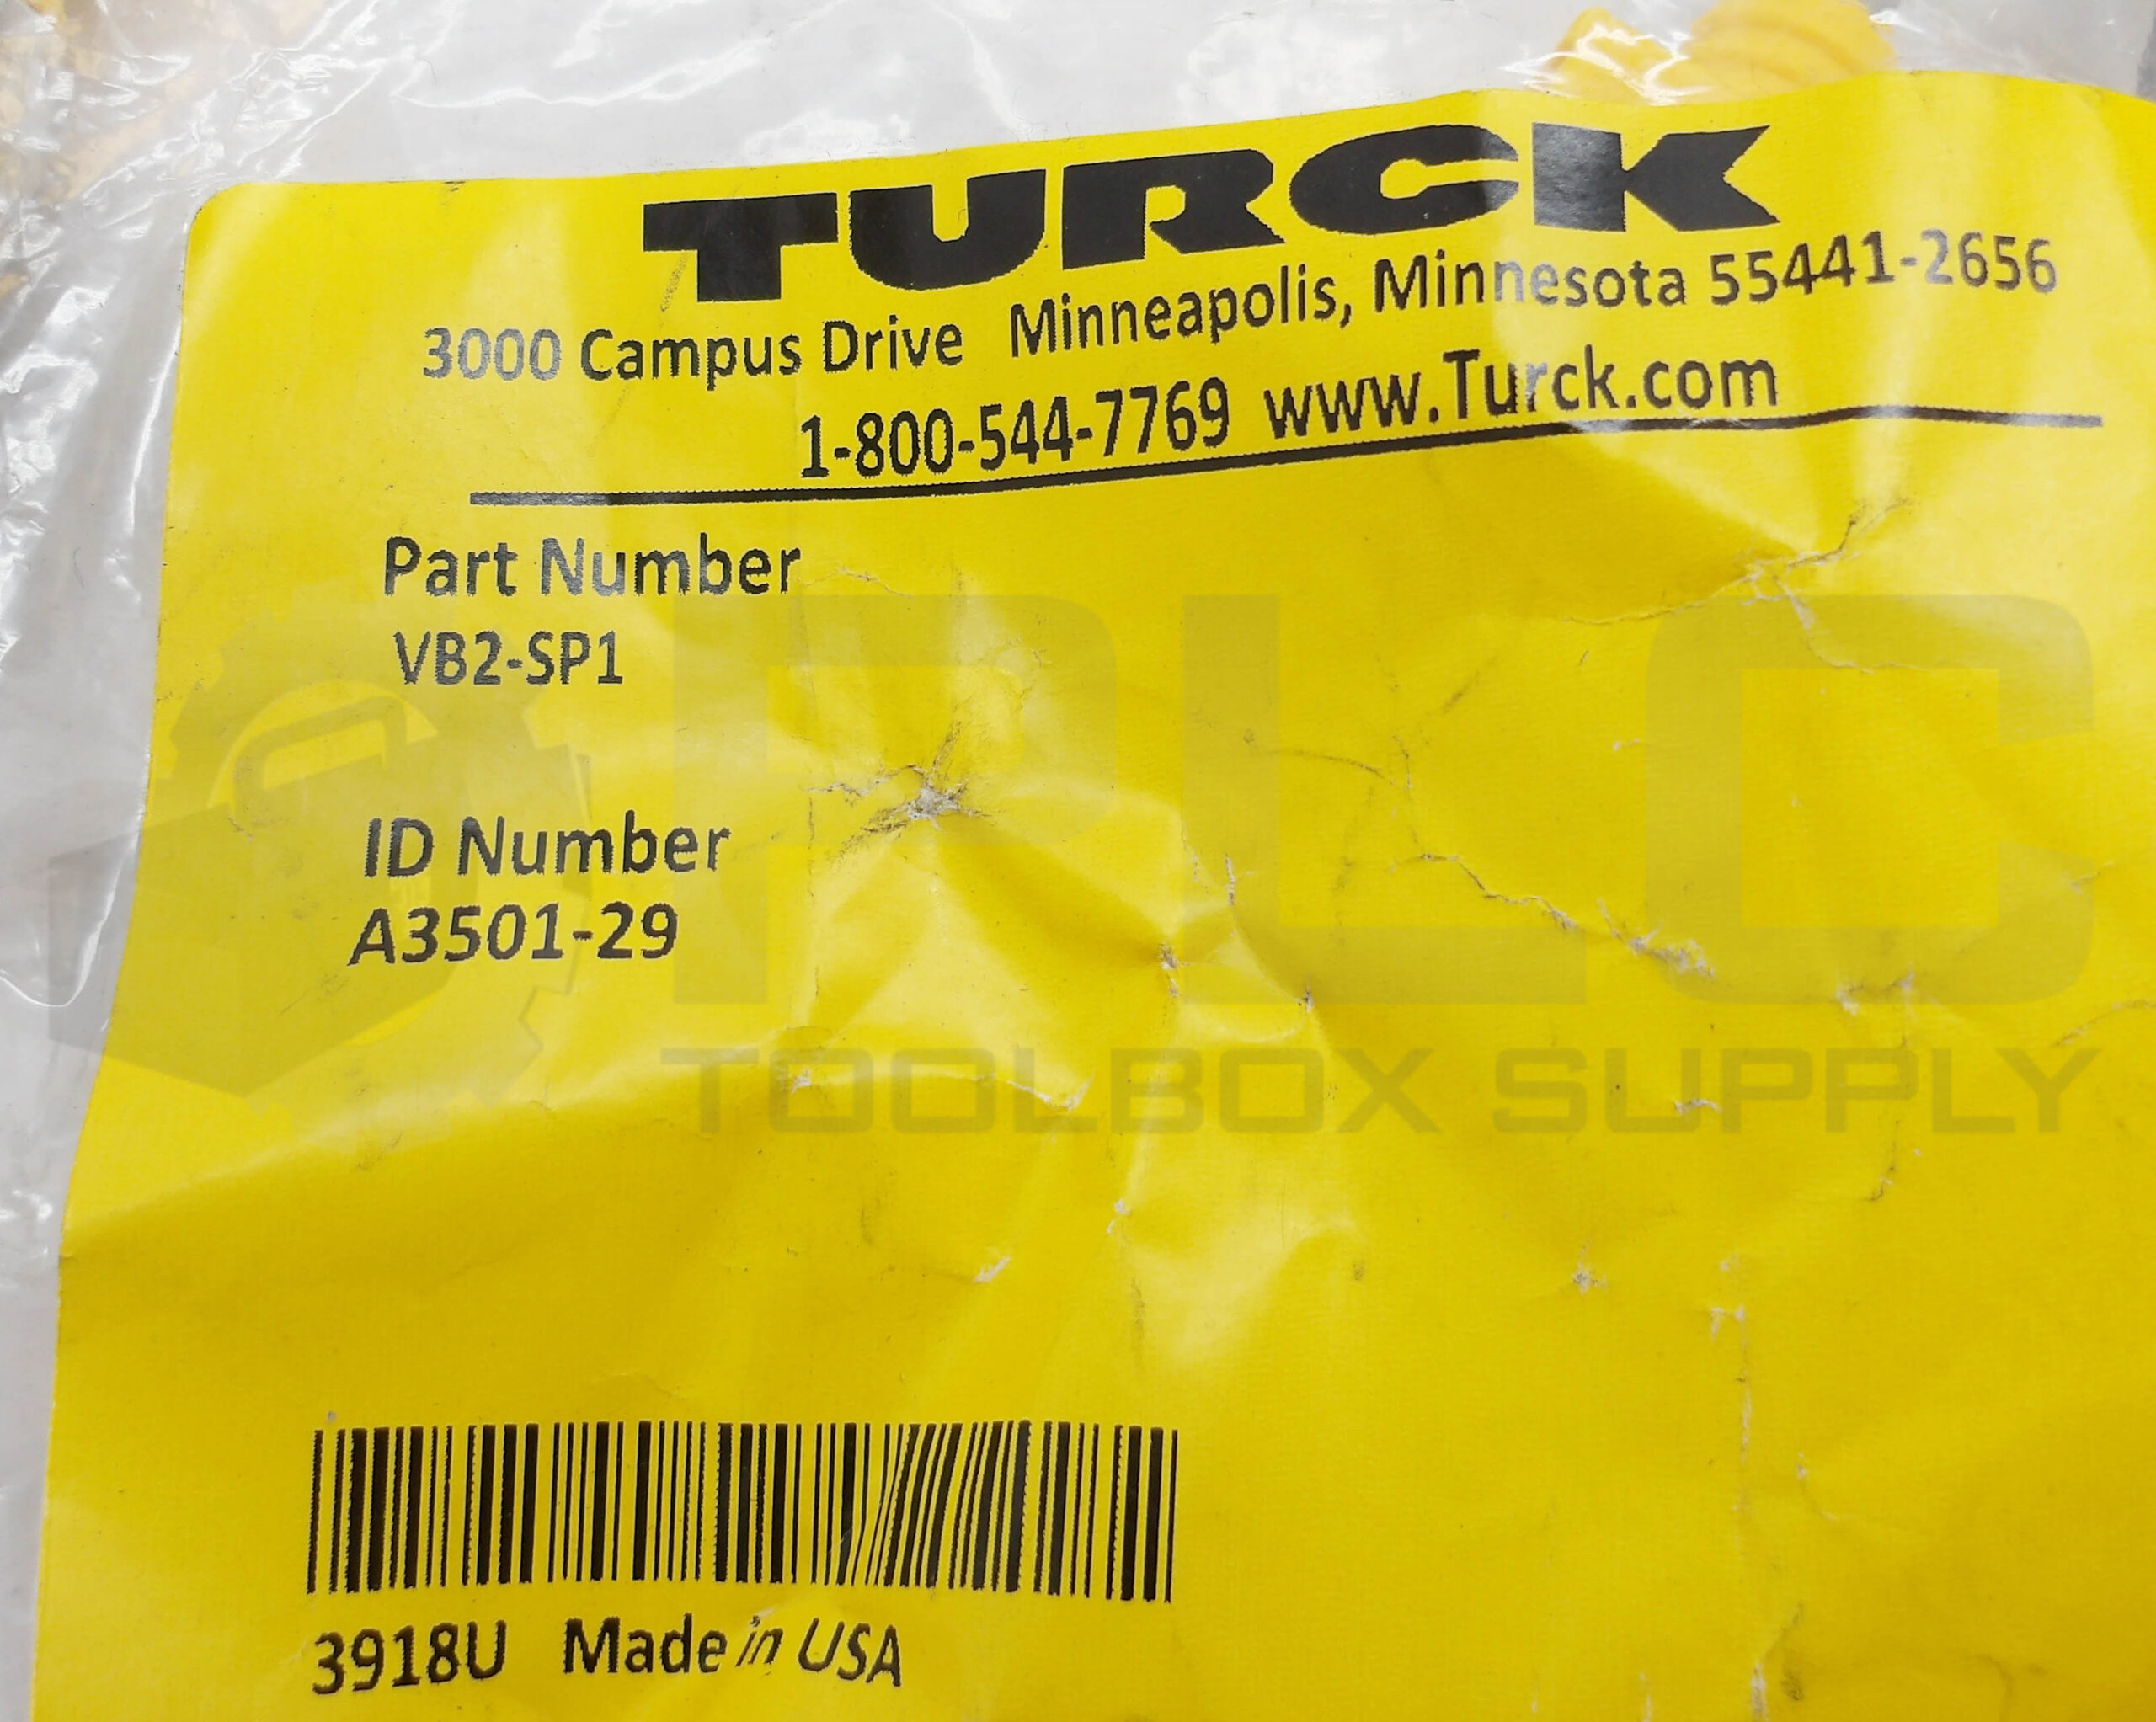 TURCK
3000 Campus Drive Minneapolis, Minnesota 55441-2656
1-800-544-7769 www.Turck.com
Part Number
VB2-SP1
ID Number
A3501-29
PLC
TOOLBOX SUPPLY
3918U Made in USA